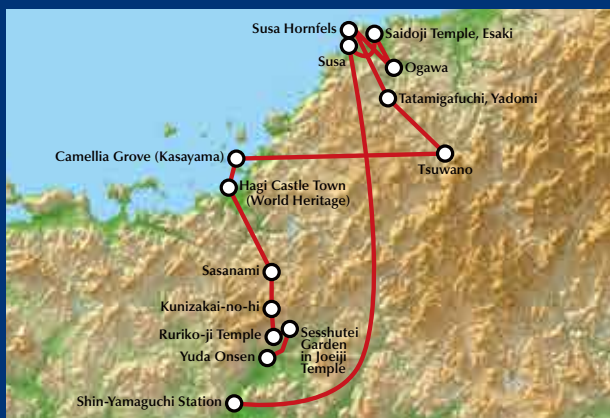 Susa Hornfels
Saidoji Temple, Esaki
Susa
Ogawa
Tatamigafuchi, Yadomi
Camellia Grove (Kasayama)
Tsuwano
Hagi Castle Town
(World Heritage)
Sasanami
Kunizakai-no-hi
Ruriko-ji Temple
Sesshutei
Garden
in Joeiji
Temple
Yuda Onsen
Shin-Yamaguchi Station